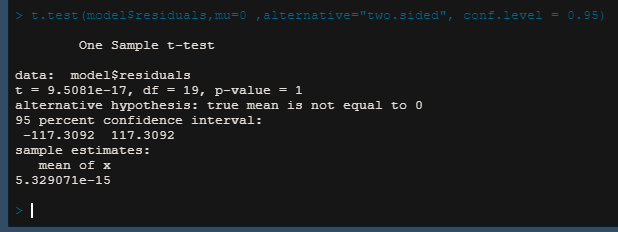 > t.test(model$residuals,mu=0 ,alternative="two.sided", conf.level = 0.95)
One Sample t-test
data:  model$residuals
t = 9.5081e-17, df = 19, p-value = 1
alternative hypothesis: true mean is not equal to 0
95 percent confidence interval:
 -117.3092  117.3092
sample estimates:
   mean of x
5.329071e-15
>